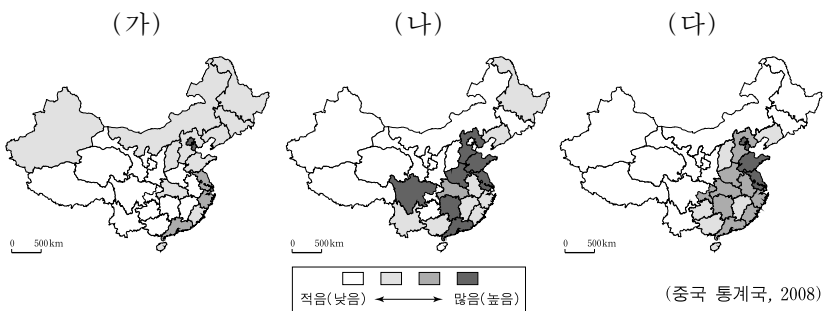 (가) (나) (다)
0 500km 0 500km 0 500km
적음(낮음) 많음(높음)
(중국 통계국, 2008)